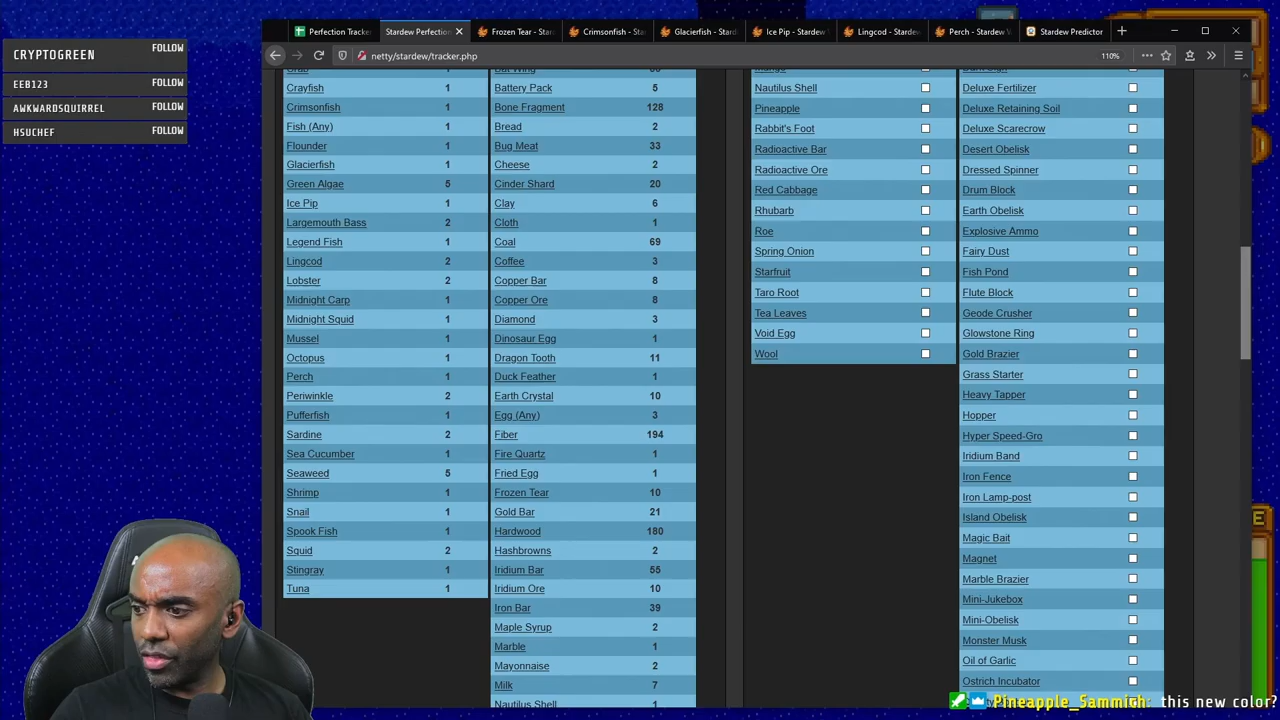 CRYPTOGREEN FOLLOW
EEB123 FOLLOW
AWKWARDSQUIRREL FOLLOW
HSUCHEF FOLLOW
Perfection Tracke
Stardew Perfection
Frozen Tear - Star
Crimsonfish - Sta
Glacierfish - Stard
Ice Pip - Stardew
Lingcod - Stardew
Perch - Stardew V
Stardew Predictor
netty/stardew/tracker.php
110%
Crayfish 1
Crimsonfish 1
Fish (Any) 1
Flounder 1
Glacierfish 1
Green Algae 5
Ice Pip 1
Largemouth Bass 2
Legend Fish 1
Lingcod 2
Lobster 2
Midnight Carp 1
Midnight Squid 1
Mussel 1
Octopus 1
Perch 1
Periwinkle 2
Pufferfish 1
Sardine 2
Sea Cucumber 1
Seaweed 5
Shrimp 1
Snail 1
Spook Fish 1
Squid 2
Stingray 1
Tuna 1
Bat Wing
Battery Pack 5
Bone Fragment 128
Bread 2
Bug Meat 33
Cheese 2
Cinder Shard 20
Clay 6
Cloth 1
Coal 69
Coffee 3
Copper Bar 8
Copper Ore 8
Diamond 3
Dinosaur Egg 1
Dragon Tooth 11
Duck Feather 1
Earth Crystal 10
Egg (Any) 3
Fiber 194
Fire Quartz 1
Fried Egg 1
Frozen Tear 10
Gold Bar 21
Hardwood 180
Hashbrowns 2
Iridium Bar 55
Iridium Ore 10
Iron Bar 39
Maple Syrup 2
Marble 1
Mayonnaise 2
Milk 7
Nautilus Shell 1
Nautilus Shell
Pineapple
Rabbit's Foot
Radioactive Bar
Radioactive Ore
Red Cabbage
Rhubarb
Roe
Spring Onion
Starfruit
Taro Root
Tea Leaves
Void Egg
Wool
Deluxe Fertilizer
Deluxe Retaining Soil
Deluxe Scarecrow
Desert Obelisk
Dressed Spinner
Drum Block
Earth Obelisk
Explosive Ammo
Fairy Dust
Fish Pond
Flute Block
Geode Crusher
Glowstone Ring
Gold Brazier
Grass Starter
Heavy Tapper
Hopper
Hyper Speed-Gro
Iridium Band
Iron Fence
Iron Lamp-post
Island Obelisk
Magic Bait
Magnet
Marble Brazier
Mini-Jukebox
Mini-Obelisk
Monster Musk
Oil of Garlic
Ostrich Incubator
Pineapple_Sammich: this new color?